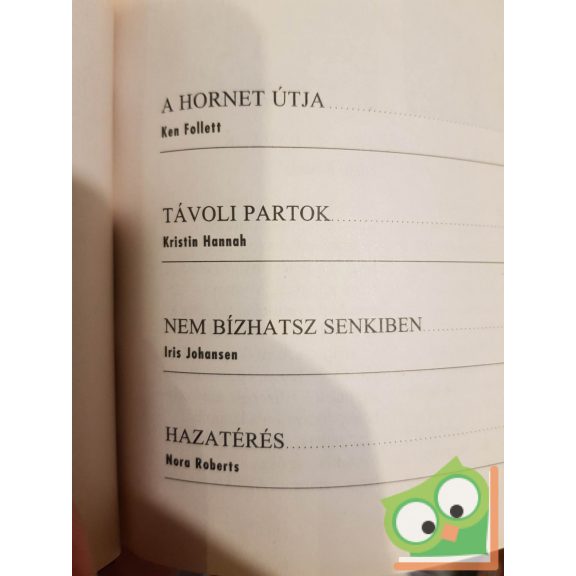 A HORNET ÚTJA
Ken Follett
TÁVOLI PARTOK
Kristin Hannah
NEM BÍZHATSZ SENKIBEN
Iris Johansen
HAZATÉRÉS
Nora Roberts